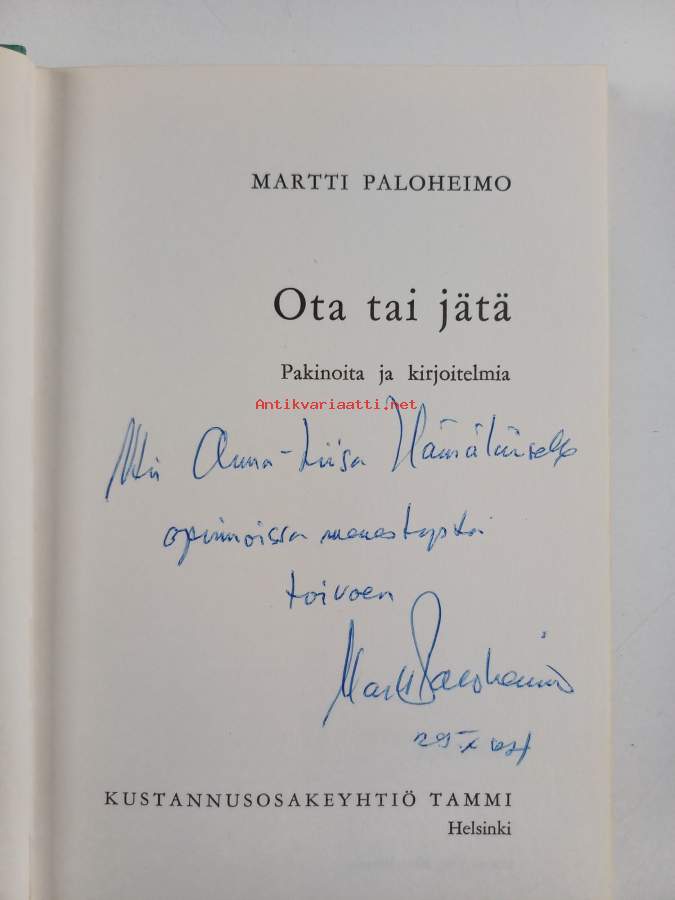 MARTTI PALOHEIMO
Ota tai jätä
Pakinoita ja kirjoitelmia
Antikvariaatti.net
Anna-Liisa Hämäläiselle
opinnoissa menestystä
toivoen
Martti Paloheimo
KUSTANNUSOSAKEYHTIÖ TAMMI
Helsinki